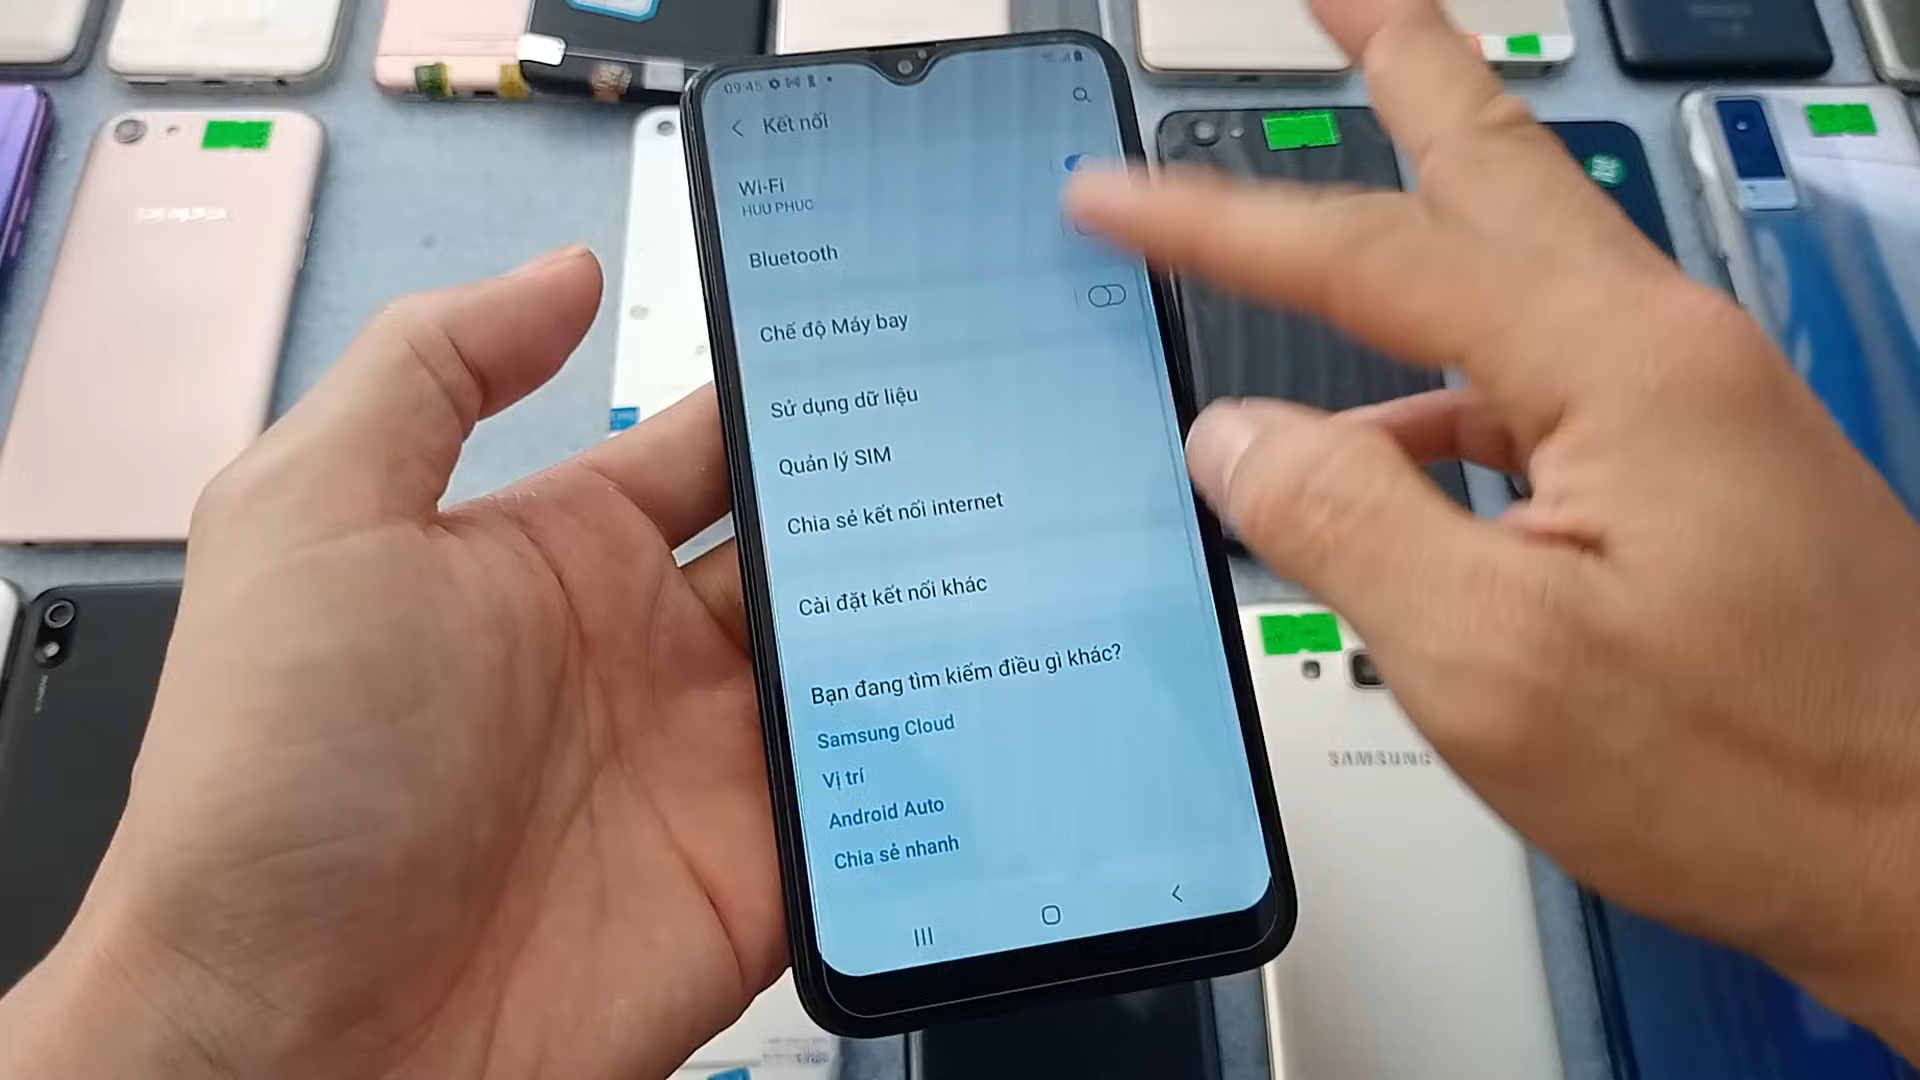 09:45
Kết nối
Wi-Fi
HUU PHUC
Bluetooth
Chế độ Máy bay
Sử dụng dữ liệu
Quản lý SIM
Chia sẻ kết nối internet
Cài đặt kết nối khác
Bạn đang tìm kiếm điều gì khác?
Samsung Cloud
Vị trí
Android Auto
Chia sẻ nhanh
SAMSUNG